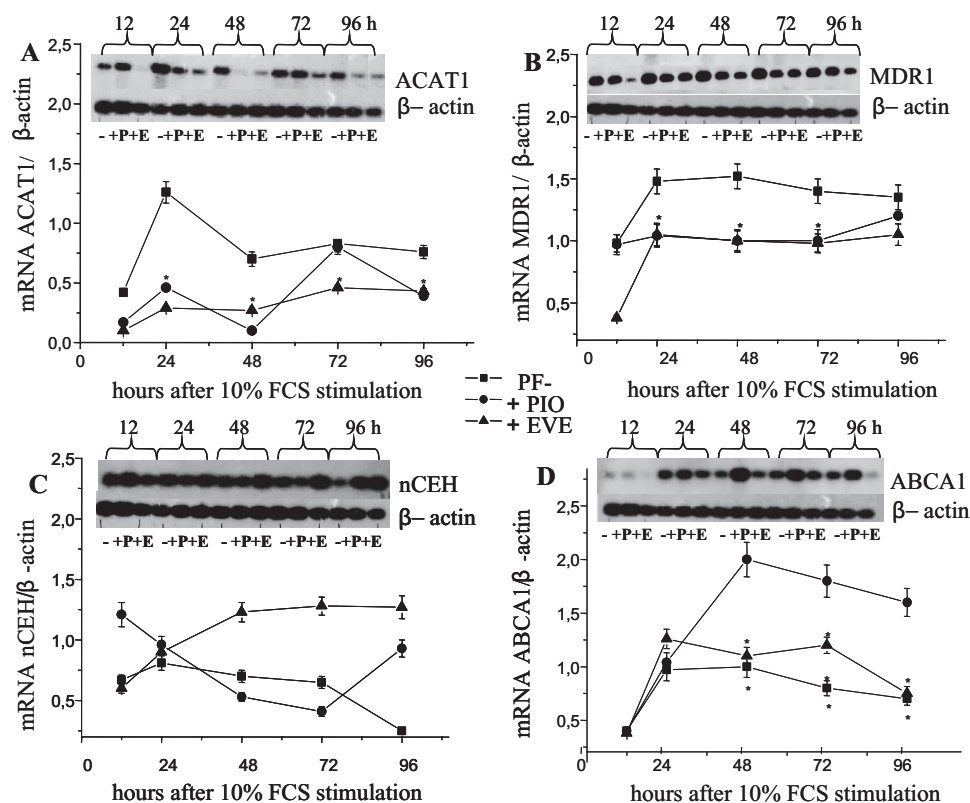 A
12 24 48 72 96 h
2,5
ACAT1
2,0
β– actin
- +P+E -+P+E - +P+E -+P+E -+P+E
1,5
1,0
0,5
0,0
mRNA ACAT1/ β-actin
* * * *
0 24 48 72 96
hours after 10% FCS stimulation
B
12 24 48 72 96 h
2,5
MDR1
β– actin
2,0
- +P+E -+P+E - +P+E -+P+E -+P+E
1,5
1,0
0,5
mRNA MDR1/ β-actin
* * *
0 24 48 72 96
hours after 10% FCS stimulation
PF-
+ PIO
+ EVE
C
12 24 48 72 96 h
2,5
nCEH
β– actin
2,0
- +P+E -+P+E - +P+E -+P+E -+P+E
1,5
1,0
0,5
mRNA nCEH/β -actin
0 24 48 72 96
hours after 10% FCS stimulation
D
12 24 48 72 96 h
ABCA1
2,5
β– actin
- +P+E -+P+E - +P+E -+P+E -+P+E
2,0
1,5
1,0
0,5
mRNA ABCA1/β -actin
* * *
* * *
0 24 48 72 96
hours after 10% FCS stimulation